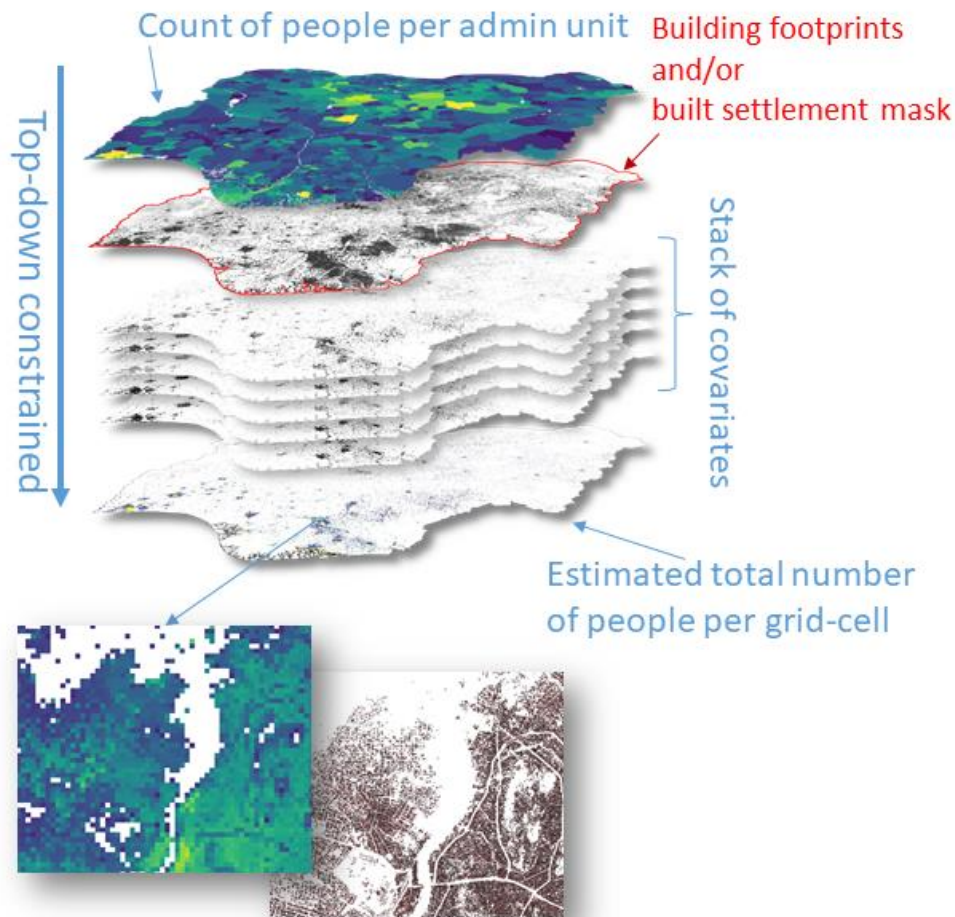 Count of people per admin unit
Building footprints
and/or
built settlement mask
Top-down constrained
Stack of covariates
Estimated total number
of people per grid-cell